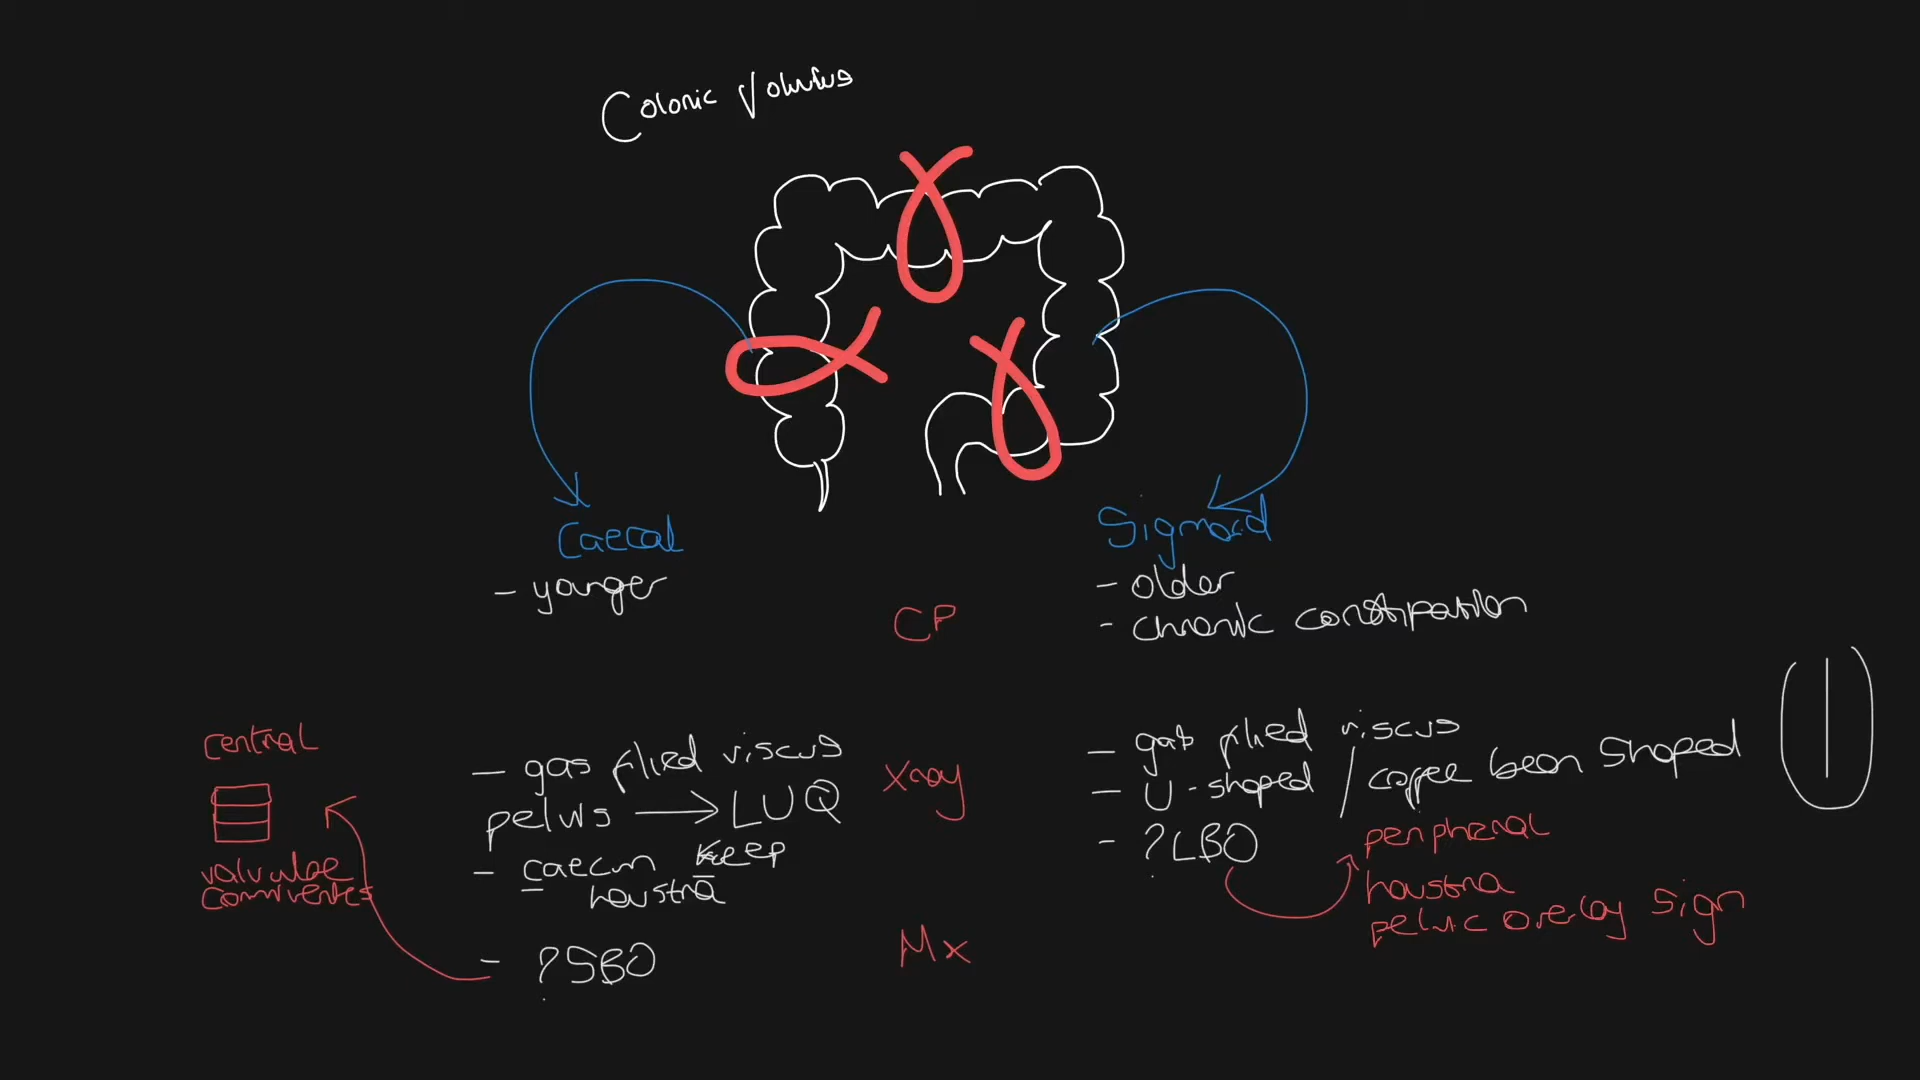 Colonic Volvulus
Caecal
- younger
CP
Sigmoid
- older
- chronic constipation
central
valvulae
conniventes
- gas filled viscus
pelvis → LUQ
- caecum keep
haustra
- ?SBO
Xray
Mx
- gas filled viscus
- U-shaped / coffee bean shaped
- ?LBO
peripheral
haustra
pelvic overlay sign